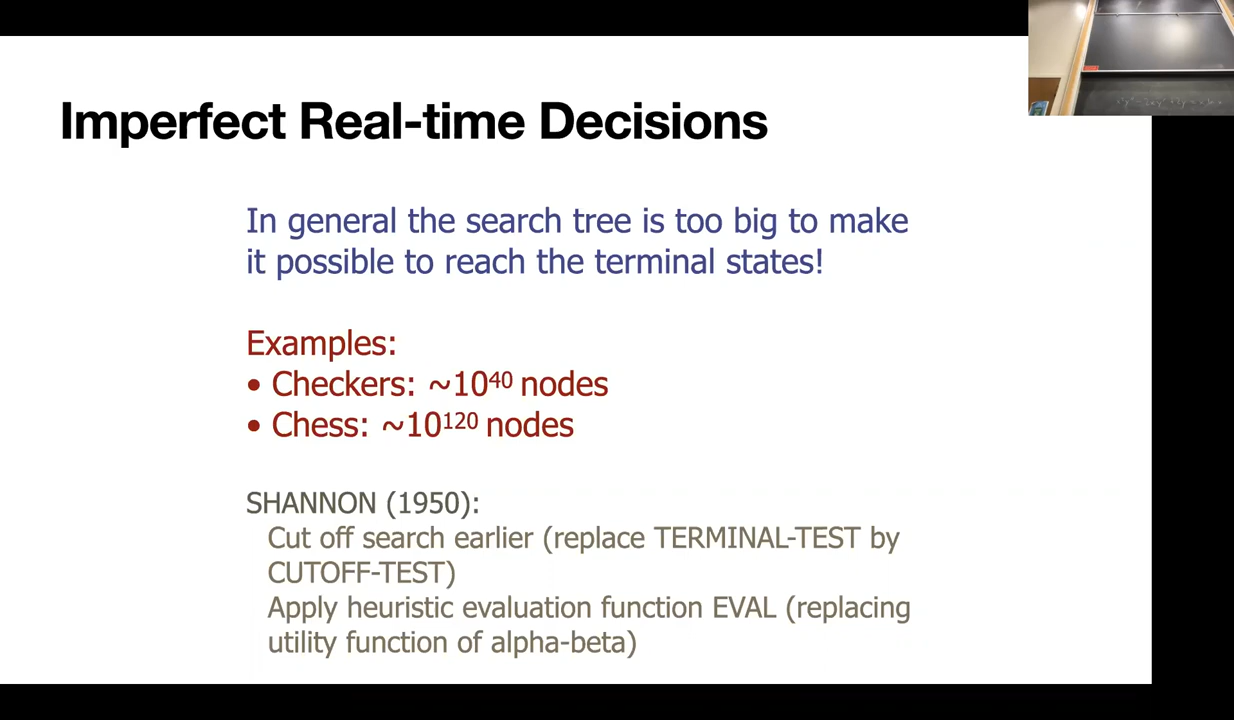 Imperfect Real-time Decisions
In general the search tree is too big to make
it possible to reach the terminal states!
Examples:
• Checkers: ~10⁴⁰ nodes
• Chess: ~10¹²⁰ nodes
SHANNON (1950):
Cut off search earlier (replace TERMINAL-TEST by
CUTOFF-TEST)
Apply heuristic evaluation function EVAL (replacing
utility function of alpha-beta)